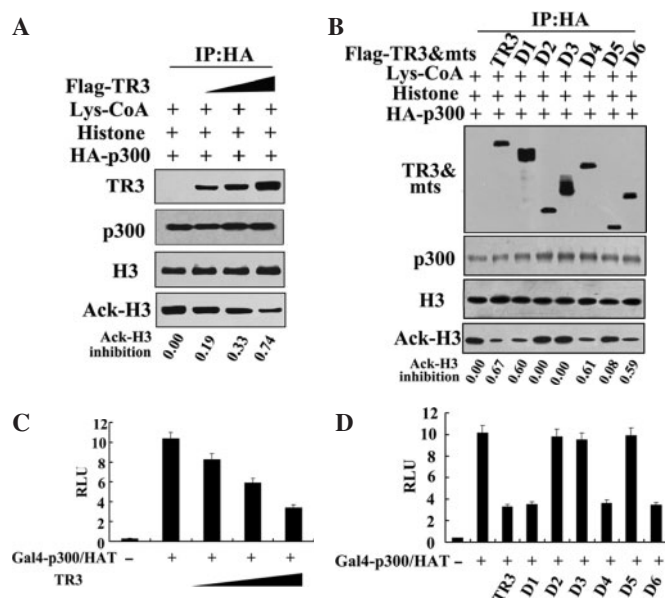 A
IP:HA
Flag-TR3
Lys-CoA + + + +
Histone + + + +
HA-p300 + + + +
TR3
p300
H3
Ack-H3
Ack-H3 inhibition 0.00 0.19 0.33 0.74
B
IP:HA
Flag-TR3&mts TR3 D1 D2 D3 D4 D5 D6
Lys-CoA + + + + + + + +
Histone + + + + + + + +
HA-p300 + + + + + + + +
TR3& mts
p300
H3
Ack-H3
Ack-H3 inhibition 0.00 0.67 0.60 0.00 0.00 0.61 0.08 0.59
C
RLU
12
10
8
6
4
2
0
Gal4-p300/HAT − + + + +
TR3
D
RLU
12
10
8
6
4
2
0
Gal4-p300/HAT − + + + + + + + +
TR3 D1 D2 D3 D4 D5 D6